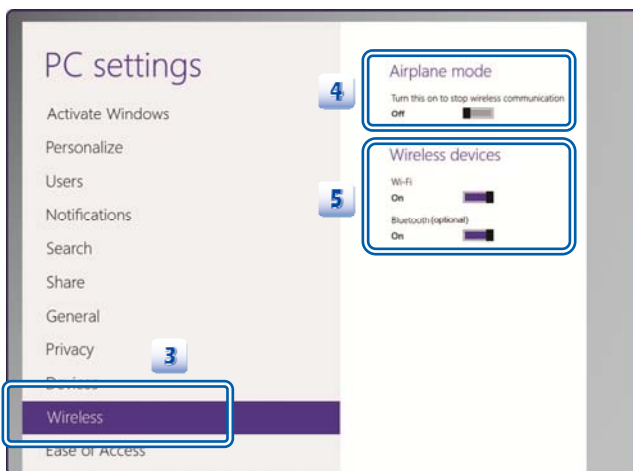 PC settings
Activate Windows
Personalize
Users
Notifications
Search
Share
General
Privacy
3
Devices
Wireless
Ease of Access
4
Airplane mode
Turn this on to stop wireless communication
Off
5
Wireless devices
Wi-Fi
On
Bluetooth(optional)
On